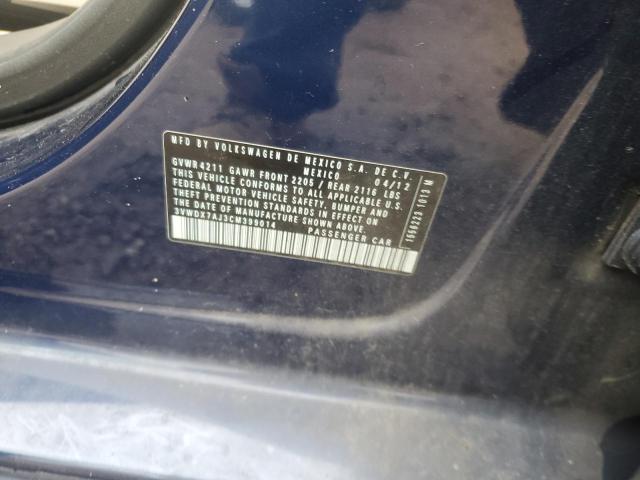 MFD BY VOLKSWAGEN DE MEXICO S.A. DE C.V.
MEXICO 04/12
GVWR 4211 GAWR FRONT 2205 / REAR 2116 LBS
THIS VEHICLE CONFORMS TO ALL APPLICABLE U.S.
FEDERAL MOTOR VEHICLE SAFETY, BUMPER AND
THEFT PREVENTION STANDARDS IN EFFECT ON
THE DATE OF MANUFACTURE SHOWN ABOVE.
3VWDX7AJ3CM399014 PASSENGER CAR
1013 M